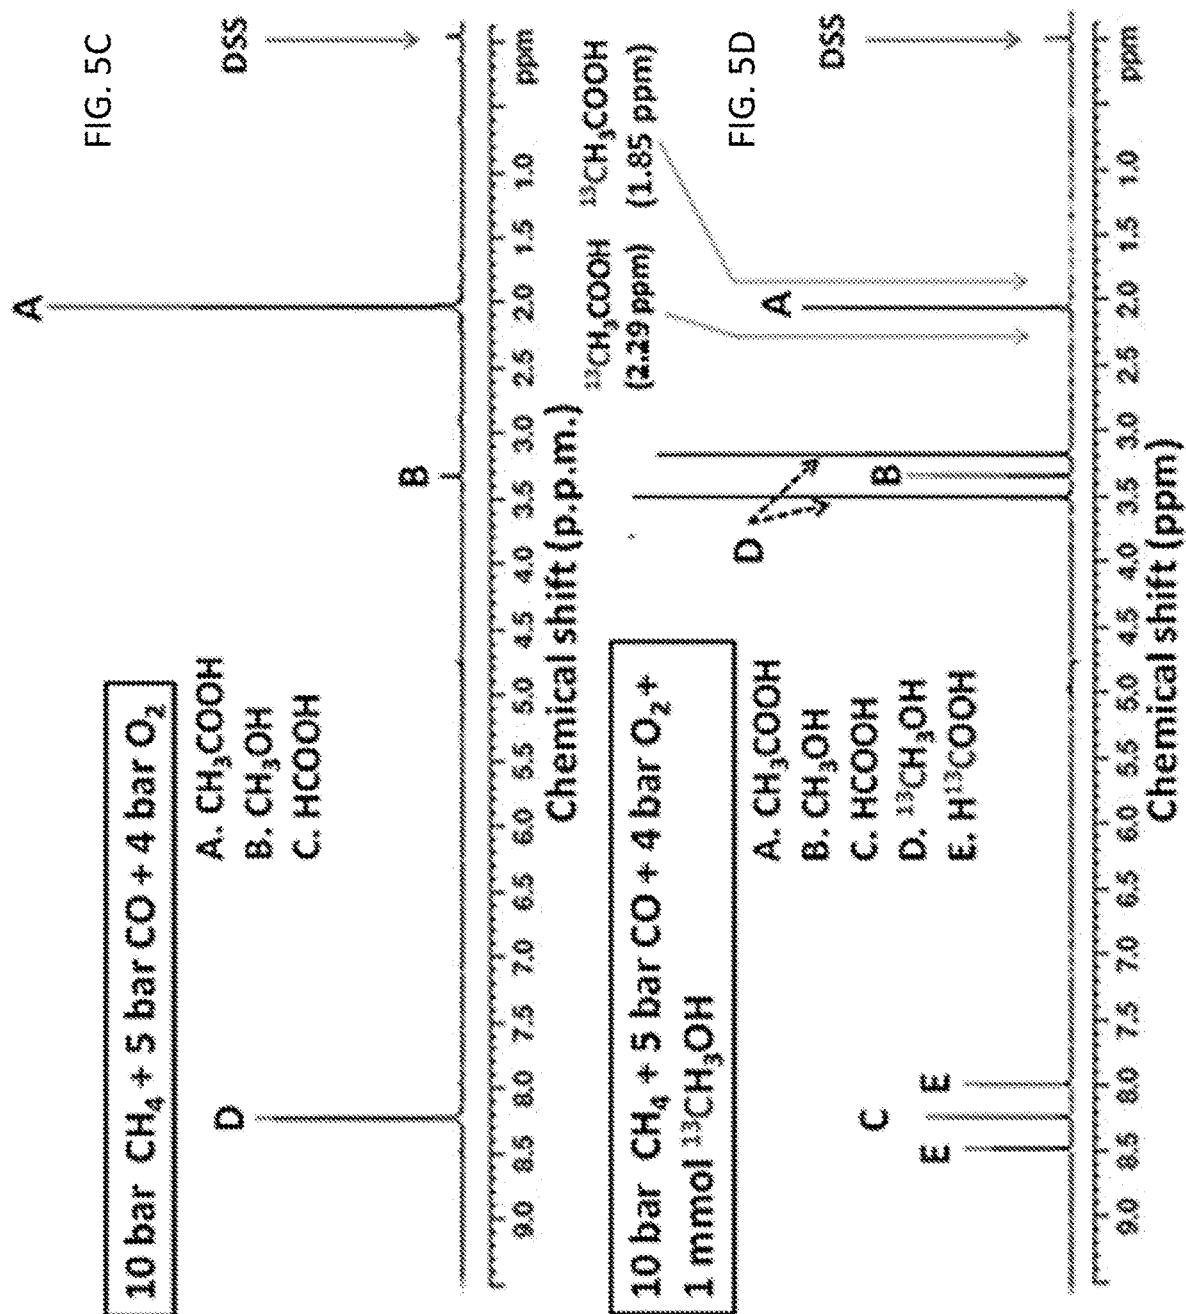 FIG. 5C
10 bar CH₄ + 5 bar CO + 4 bar O₂
A. CH₃COOH
B. CH₃OH
C. HCOOH
D
B
A
DSS
9.0 8.5 8.0 7.5 7.0 6.5 6.0 5.5 5.0 4.5 4.0 3.5 3.0 2.5 2.0 1.5 1.0 ppm
Chemical shift (p.p.m.)
FIG. 5D
10 bar CH₄ + 5 bar CO + 4 bar O₂ +
1 mmol ¹³CH₃OH
A. CH₃COOH
B. CH₃OH
C. HCOOH
D. ¹³CH₃OH
E. H¹³COOH
¹³CH₃COOH
(2.29 ppm)
¹³CH₃COOH
(1.85 ppm)
E
C
E
D
B
A
DSS
9.0 8.5 8.0 7.5 7.0 6.5 6.0 5.5 5.0 4.5 4.0 3.5 3.0 2.5 2.0 1.5 1.0 ppm
Chemical shift (ppm)